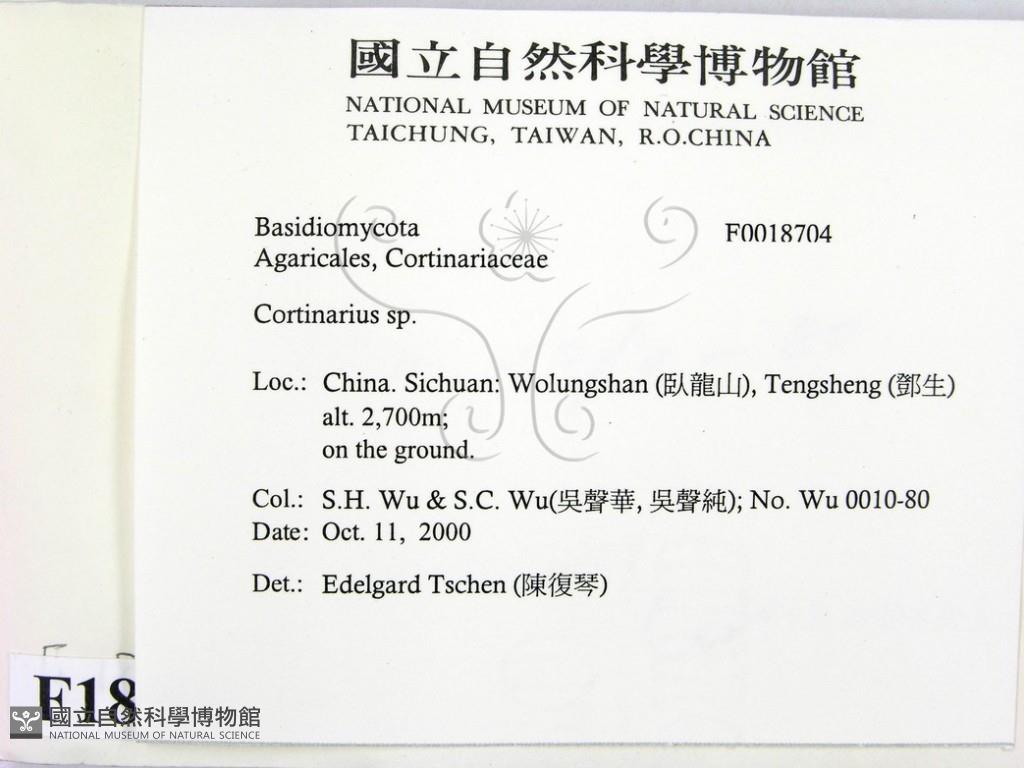 國立自然科學博物館
NATIONAL MUSEUM OF NATURAL SCIENCE
TAICHUNG, TAIWAN, R.O.CHINA
Basidiomycota F0018704
Agaricales, Cortinariaceae
Cortinarius sp.
Loc.: China. Sichuan: Wolungshan (臥龍山), Tengsheng (鄧生)
alt. 2,700m;
on the ground.
Col.: S.H. Wu & S.C. Wu(吳聲華, 吳聲純); No. Wu 0010-80
Date: Oct. 11, 2000
Det.: Edelgard Tschen (陳復琴)
F18
國立自然科學博物館
NATIONAL MUSEUM OF NATURAL SCIENCE